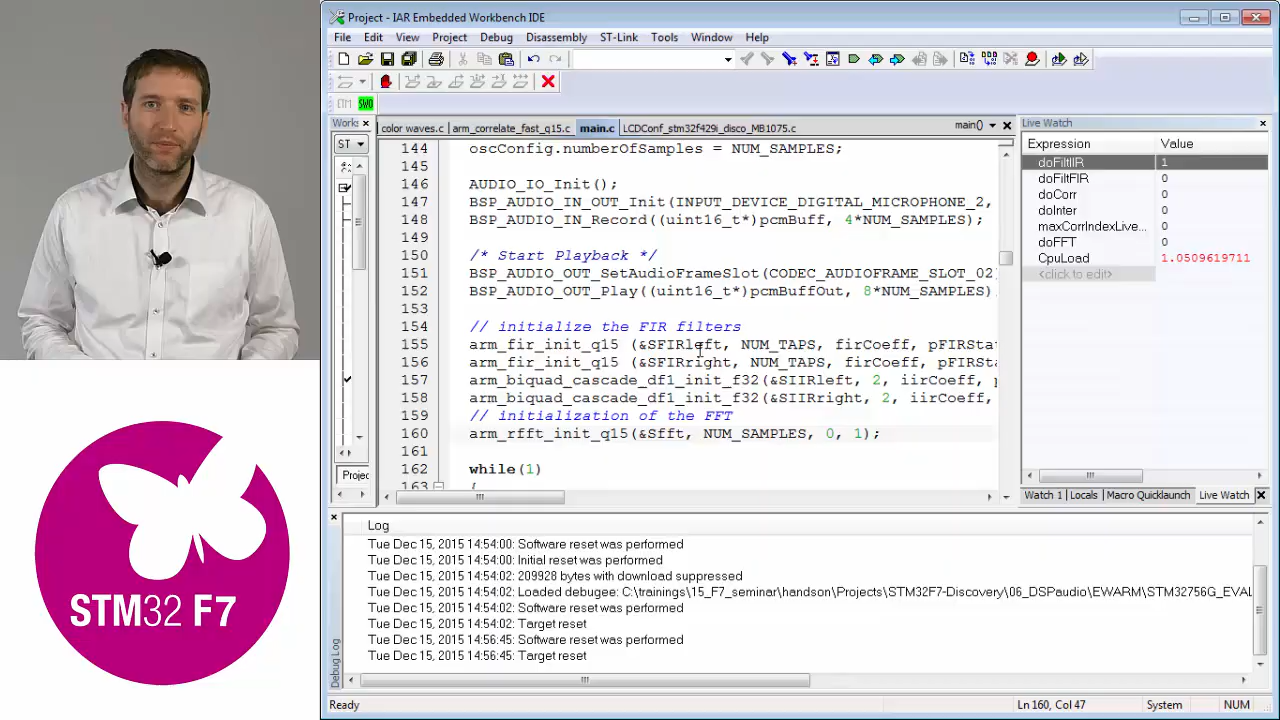 Project - IAR Embedded Workbench IDE
File Edit View Project Debug Disassembly ST-Link Tools Window Help
ETM SWO
Works
color waves.c arm_correlate_fast_q15.c main.c LCDConf_stm32f429i_disco_MB1075.c main()
ST
144 oscConfig.numberOfSamples = NUM_SAMPLES;
145
146 AUDIO_IO_Init();
147 BSP_AUDIO_IN_OUT_Init(INPUT_DEVICE_DIGITAL_MICROPHONE_2,
148 BSP_AUDIO_IN_Record((uint16_t*)pcmBuff, 4*NUM_SAMPLES);
149
150 /* Start Playback */
151 BSP_AUDIO_OUT_SetAudioFrameSlot(CODEC_AUDIOFRAME_SLOT_02)
152 BSP_AUDIO_OUT_Play((uint16_t*)pcmBuffOut, 8*NUM_SAMPLES)
153
154 // initialize the FIR filters
155 arm_fir_init_q15 (&SFIRleft, NUM_TAPS, firCoeff, pFIRSta
156 arm_fir_init_q15 (&SFIRright, NUM_TAPS, firCoeff, pFIRSt
157 arm_biquad_cascade_df1_init_f32(&SIIRleft, 2, iirCoeff, p
158 arm_biquad_cascade_df1_init_f32(&SIIRright, 2, iirCoeff,
159 // initialization of the FFT
160 arm_rfft_init_q15(&Sfft, NUM_SAMPLES, 0, 1);
161
162 while(1)
163 {
Projec
Live Watch
Expression Value
doFiltIIR 1
doFiltFIR 0
doCorr 0
doInter 0
maxCorrIndexLive... 0
doFFT 0
CpuLoad 1.0509619711
<click to edit>
Watch 1 Locals Macro Quicklaunch Live Watch
Log
Tue Dec 15, 2015 14:54:00: Software reset was performed
Tue Dec 15, 2015 14:54:00: Initial reset was performed
Tue Dec 15, 2015 14:54:02: 209928 bytes with download suppressed
Tue Dec 15, 2015 14:54:02: Loaded debugee: C:\trainings\15_F7_seminar\handson\Projects\STM32F7-Discovery\06_DSPaudio\EWARM\STM32756G_EVAL
Tue Dec 15, 2015 14:54:02: Software reset was performed
Tue Dec 15, 2015 14:54:02: Target reset
Tue Dec 15, 2015 14:56:45: Software reset was performed
Tue Dec 15, 2015 14:56:45: Target reset
Debug Log
Ready Ln 160, Col 47 System NUM
STM32 F7